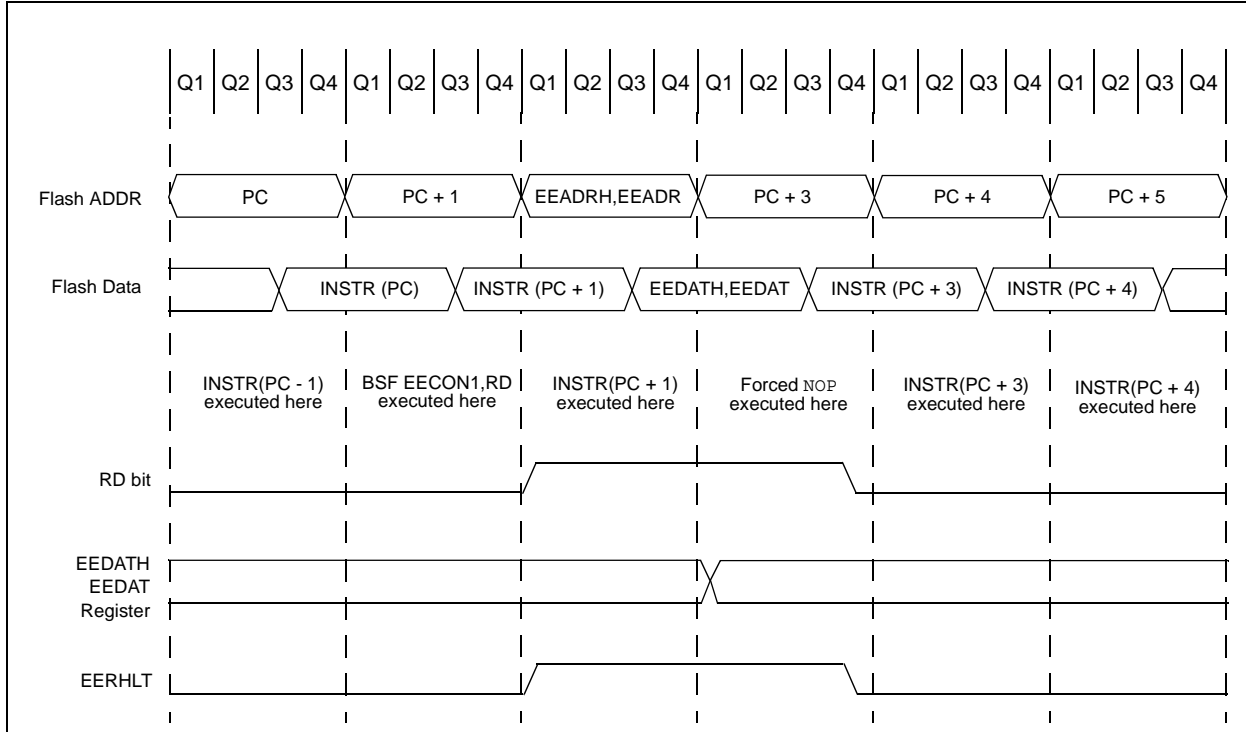 Q1 Q2 Q3 Q4 Q1 Q2 Q3 Q4 Q1 Q2 Q3 Q4 Q1 Q2 Q3 Q4 Q1 Q2 Q3 Q4 Q1 Q2 Q3 Q4
Flash ADDR PC PC + 1 EEADRH,EEADR PC + 3 PC + 4 PC + 5
Flash Data INSTR (PC) INSTR (PC + 1) EEDATH,EEDAT INSTR (PC + 3) INSTR (PC + 4)
INSTR(PC - 1) BSF EECON1,RD INSTR(PC + 1) Forced NOP INSTR(PC + 3) INSTR(PC + 4)
executed here executed here executed here executed here executed here executed here
RD bit
EEDATH
EEDAT
Register
EERHLT